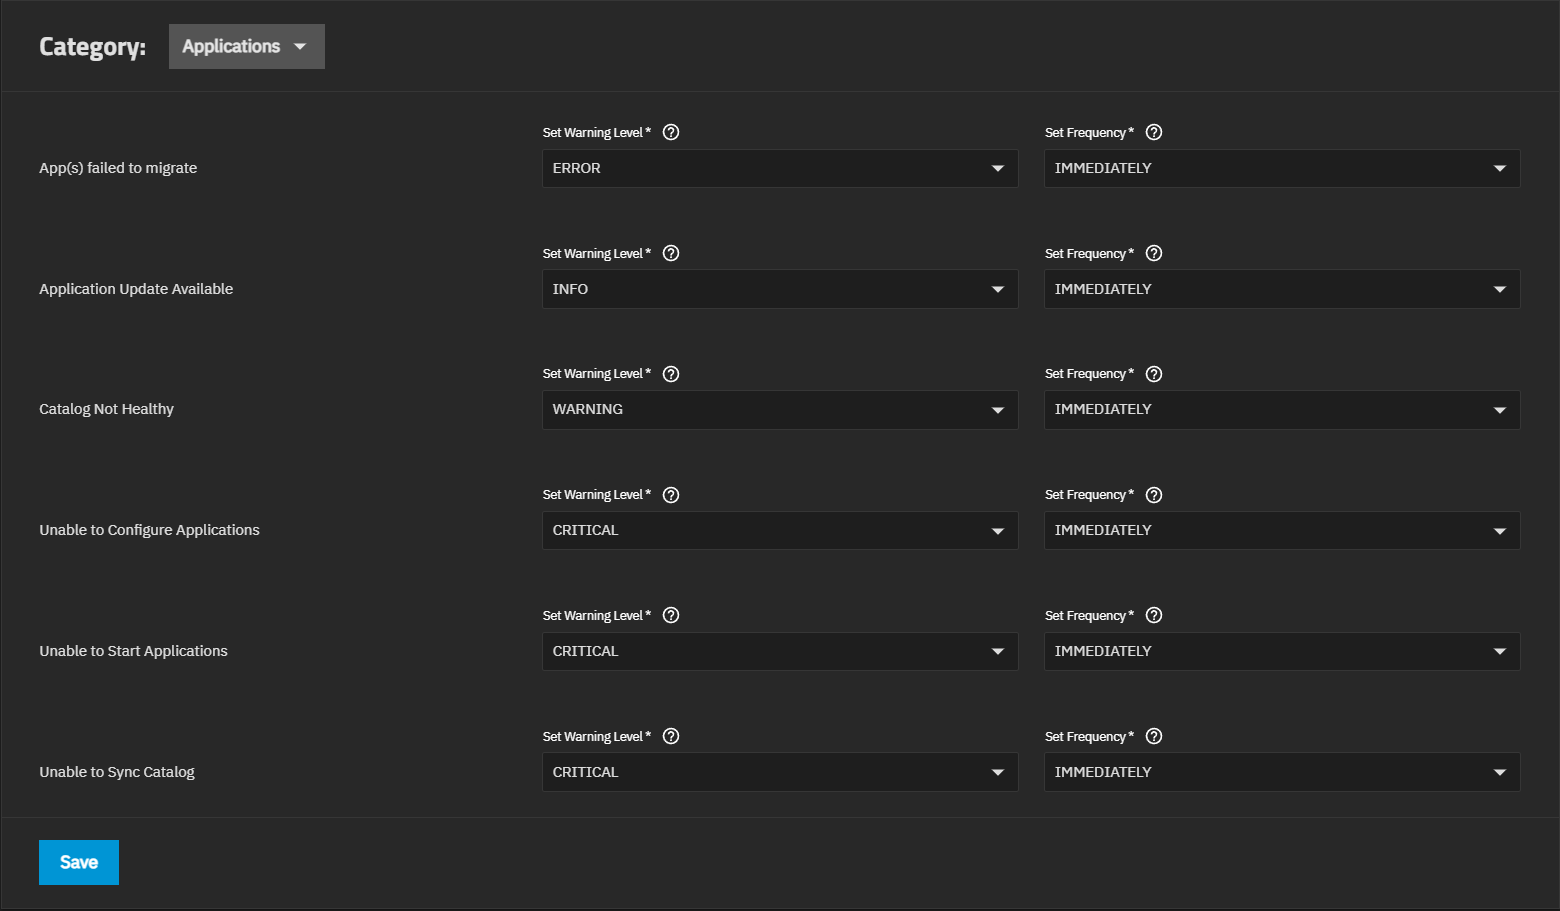 Category: Applications
Set Warning Level * Set Frequency *
App(s) failed to migrate ERROR IMMEDIATELY
Set Warning Level * Set Frequency *
Application Update Available INFO IMMEDIATELY
Set Warning Level * Set Frequency *
Catalog Not Healthy WARNING IMMEDIATELY
Set Warning Level * Set Frequency *
Unable to Configure Applications CRITICAL IMMEDIATELY
Set Warning Level * Set Frequency *
Unable to Start Applications CRITICAL IMMEDIATELY
Set Warning Level * Set Frequency *
Unable to Sync Catalog CRITICAL IMMEDIATELY
Save